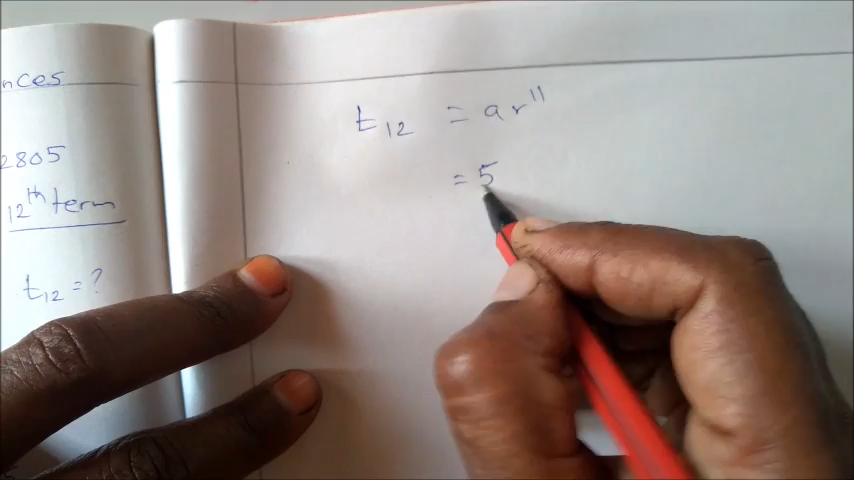 nces
2805
12th term
t12 = ?
t12 = ar11
= 5